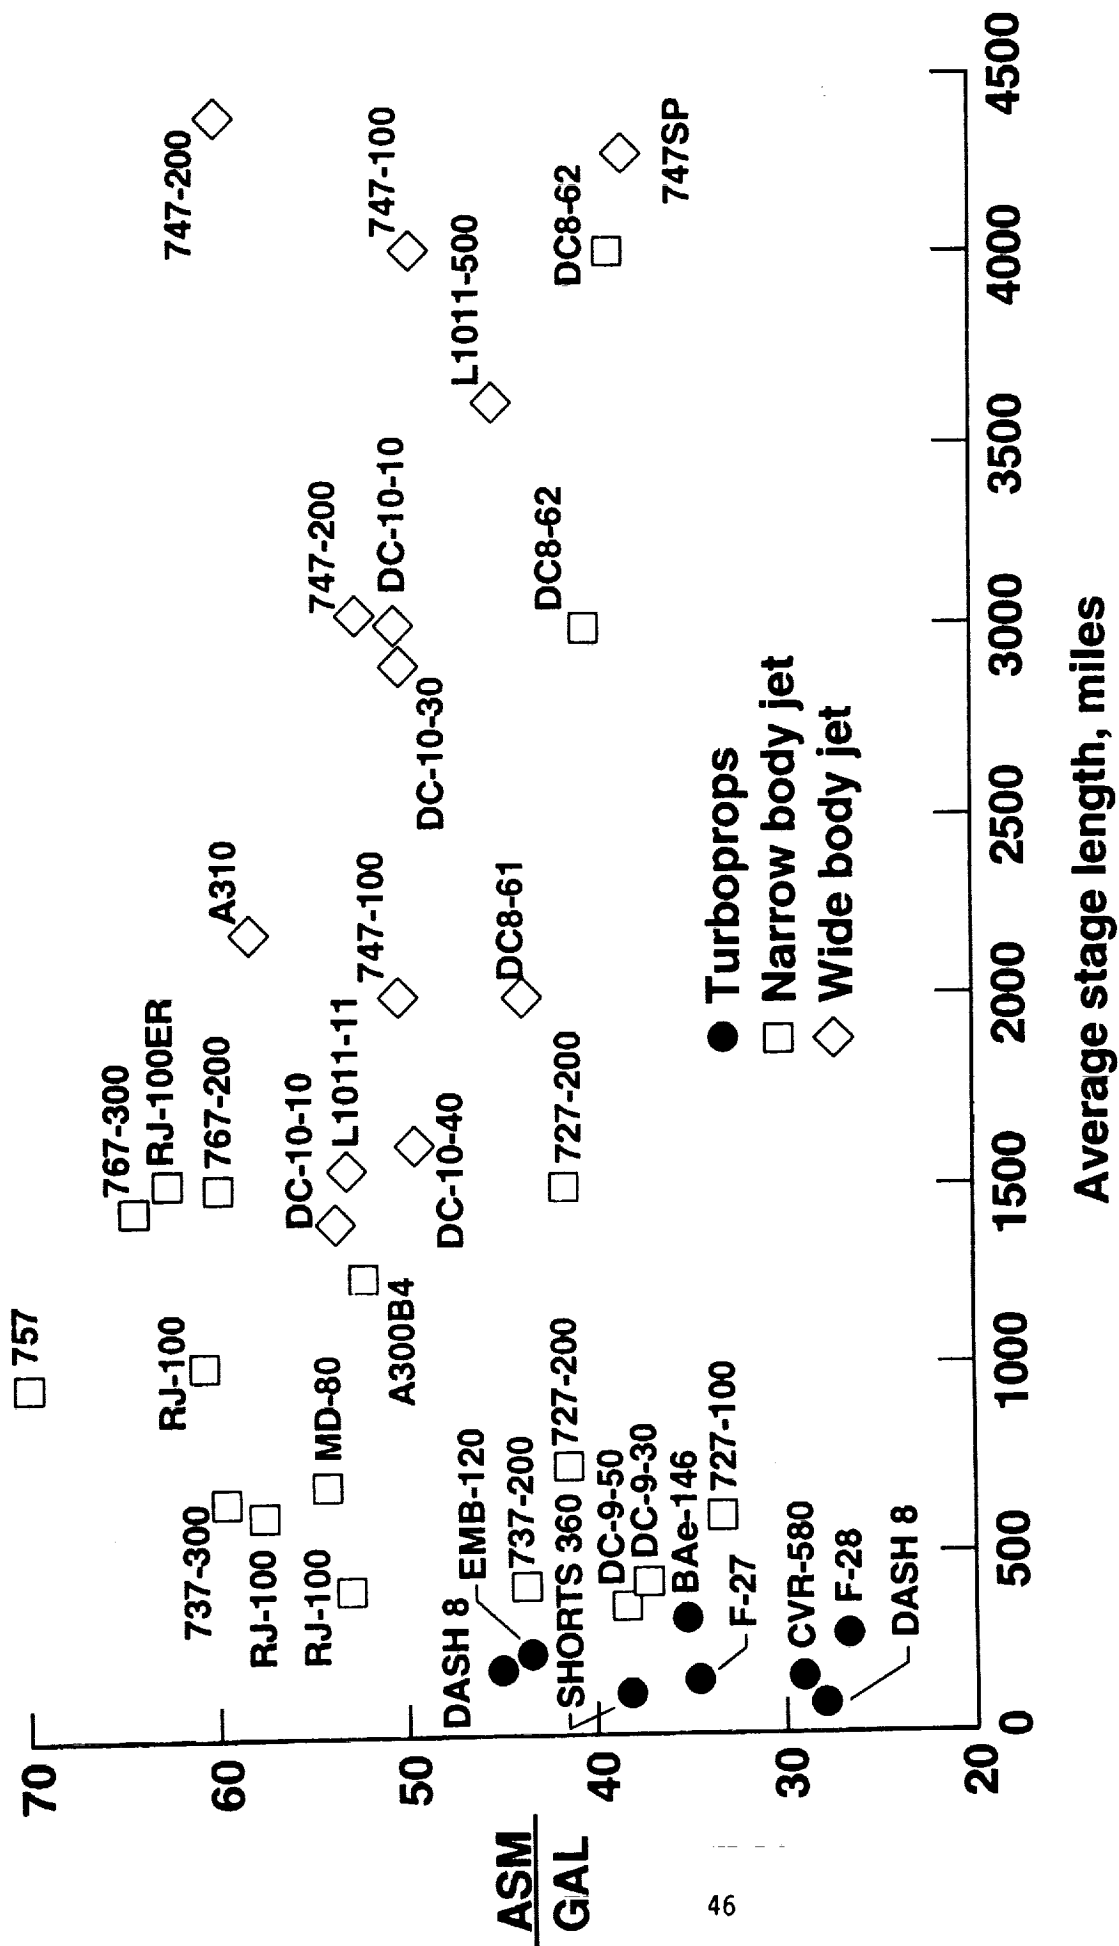 ASM
GAL
70
60
50
40
30
20
0
500
1000
1500
2000
2500
3000
3500
4000
4500
Average stage length, miles
757
767-300
RJ-100ER
767-200
RJ-100
737-300
RJ-100
RJ-100
MD-80
A300B4
DC-10-10
L1011-11
DC-10-40
A310
747-100
DC8-61
727-200
747-200
DC-10-10
DC-10-30
DC8-62
747-200
747-100
L1011-500
DC8-62
747SP
DASH 8
EMB-120
737-200
SHORTS 360
727-200
DC-9-50
DC-9-30
BAe-146
727-100
F-27
CVR-580
F-28
DASH 8
Turboprops
Narrow body jet
Wide body jet
46